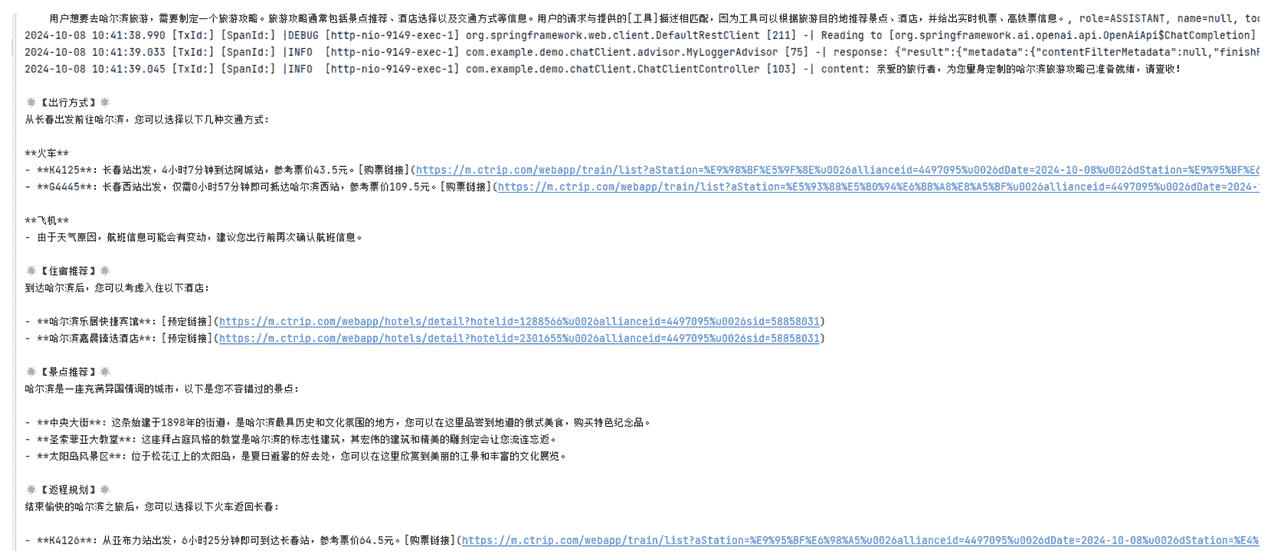 用户想要去哈尔滨旅游，需要制定一个旅游攻略。旅游攻略通常包括景点推荐、酒店选择以及交通方式等信息。用户的请求与提供的[工具]描述相匹配，因为工具可以根据旅游目的地推荐景点、酒店，并给出实时机票、高铁票信息。, role=ASSISTANT, name=null, too
2024-10-08 10:41:38.990 [TxId:] [SpanId:] |DEBUG [http-nio-9149-exec-1] org.springframework.web.client.DefaultRestClient [211] -| Reading to [org.springframework.ai.openai.api.OpenAiApi$ChatCompletion]
2024-10-08 10:41:39.033 [TxId:] [SpanId:] |INFO  [http-nio-9149-exec-1] com.example.demo.chatClient.advisor.MyLoggerAdvisor [75] -| response: {"result":{"metadata":{"contentFilterMetadata":null,"finish
2024-10-08 10:41:39.045 [TxId:] [SpanId:] |INFO  [http-nio-9149-exec-1] com.example.demo.chatClient.ChatClientController [103] -| content: 亲爱的旅行者，为您量身定制的哈尔滨旅游攻略已准备就绪，请查收！
【出行方式】
从长春出发前往哈尔滨，您可以选择以下几种交通方式：
**火车**
- **K4125**：长春站出发，4小时7分钟到达阿城站，参考票价43.5元。[购票链接](https://m.ctrip.com/webapp/train/list?aStation=%E9%98%BF%E5%9F%8E%u0026allianceid=4497095%u0026dDate=2024-10-08%u0026dStation=%E9%95%BF%E6
- **G4445**：长春西站出发，仅需0小时57分钟即可抵达哈尔滨西站，参考票价109.5元。[购票链接](https://m.ctrip.com/webapp/train/list?aStation=%E5%93%88%E5%B0%94%E6%BB%A8%E8%A5%BF%u0026allianceid=4497095%u0026dDate=2024-1
**飞机**
- 由于天气原因，航班信息可能会有变动，建议您出行前再次确认航班信息。
【住宿推荐】
到达哈尔滨后，您可以考虑入住以下酒店：
- **哈尔滨乐居快捷宾馆**：[预定链接](https://m.ctrip.com/webapp/hotels/detail?hotelid=1288566%u0026allianceid=4497095%u0026sid=58858031)
- **哈尔滨嘉晨臻选酒店**：[预定链接](https://m.ctrip.com/webapp/hotels/detail?hotelid=2301655%u0026allianceid=4497095%u0026sid=58858031)
【景点推荐】
哈尔滨是一座充满异国情调的城市，以下是您不容错过的景点：
- **中央大街**：这条始建于1898年的街道，是哈尔滨最具历史和文化氛围的地方，您可以在这里品尝到地道的俄式美食，购买特色纪念品。
- **圣索菲亚大教堂**：这座拜占庭风格的教堂是哈尔滨的标志性建筑，其宏伟的建筑和精美的雕刻定会让您流连忘返。
- **太阳岛风景区**：位于松花江上的太阳岛，是夏日避暑的好去处，您可以在这里欣赏到美丽的江景和丰富的文化展览。
【返程规划】
结束愉快的哈尔滨之旅后，您可以选择以下火车返回长春：
- **K4126**：从亚布力站出发，6小时25分钟即可到达长春站，参考票价64.5元。[购票链接](https://m.ctrip.com/webapp/train/list?aStation=%E9%95%BF%E6%98%A5%u0026allianceid=4497095%u0026dDate=2024-10-08%u0026dStation=%E4%